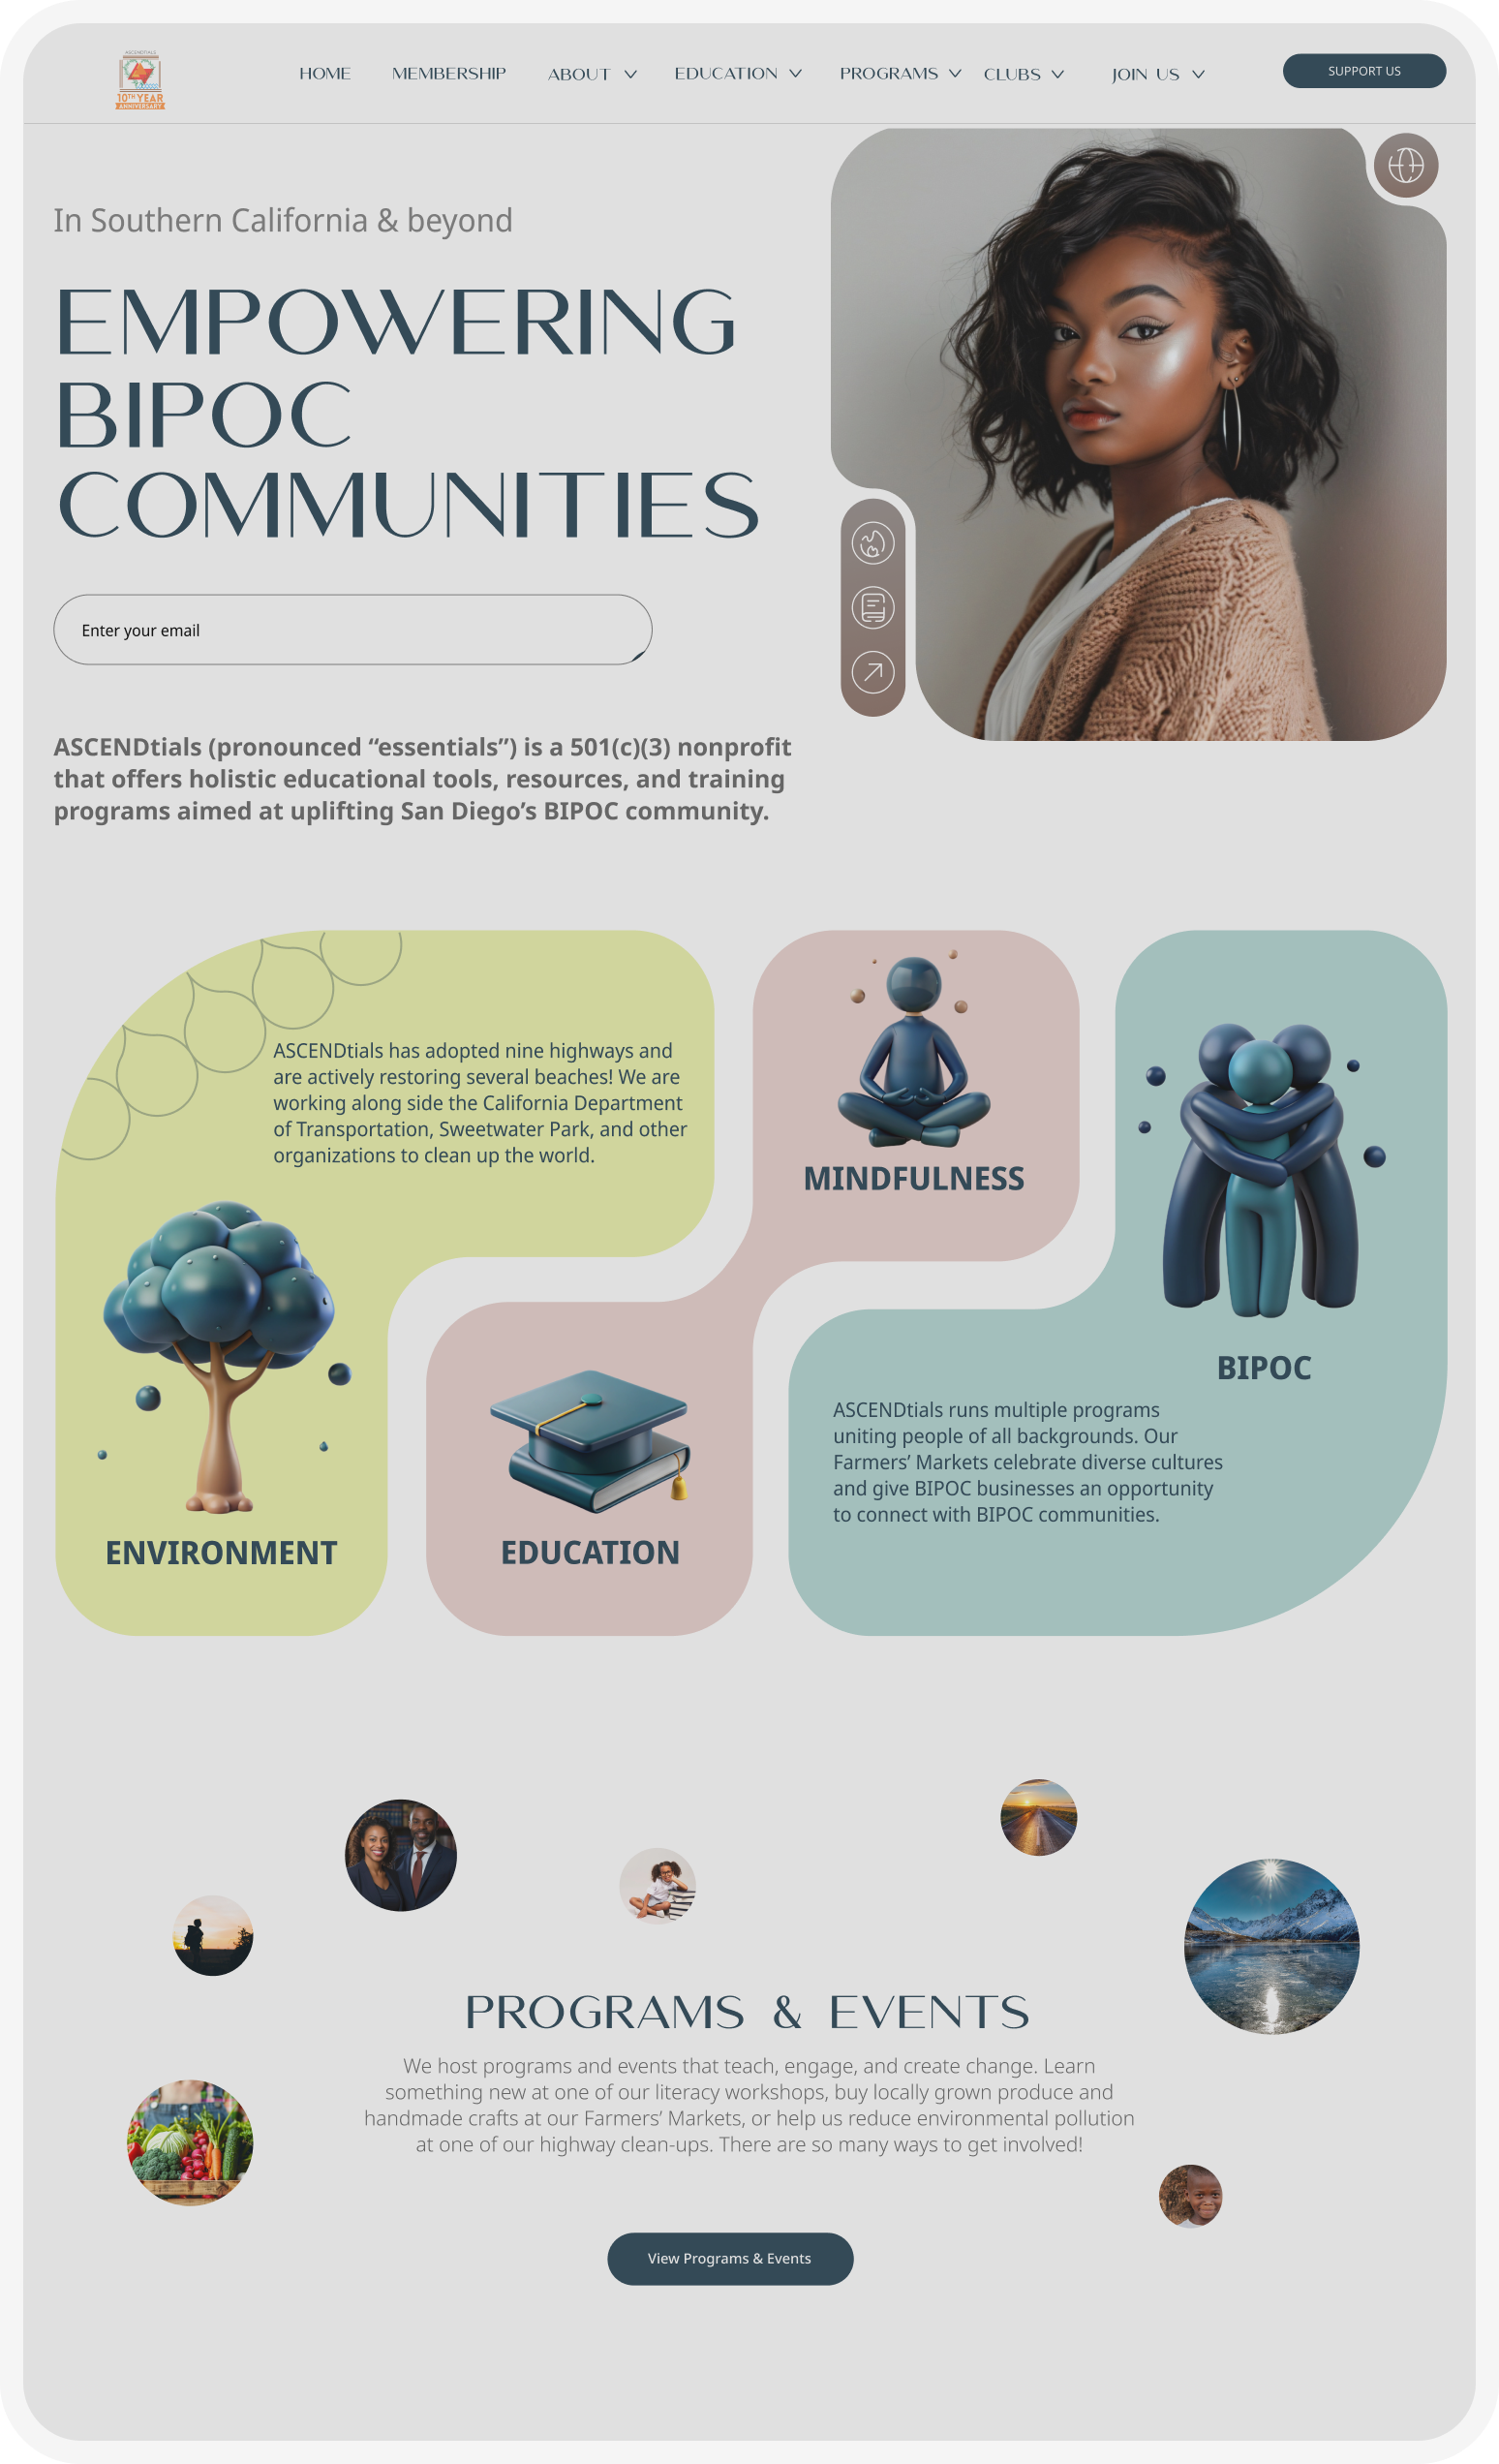 ASCENDTIALS
10TH YEAR
ANNIVERSARY
HOME MEMBERSHIP ABOUT EDUCATION PROGRAMS CLUBS JOIN US SUPPORT US
In Southern California & beyond
EMPOWERING
BIPOC
COMMUNITIES
Enter your email
ASCENDtials (pronounced “essentials”) is a 501(c)(3) nonprofit
that offers holistic educational tools, resources, and training
programs aimed at uplifting San Diego’s BIPOC community.
ASCENDtials has adopted nine highways and
are actively restoring several beaches! We are
working along side the California Department
of Transportation, Sweetwater Park, and other
organizations to clean up the world.
ENVIRONMENT
MINDFULNESS
EDUCATION
BIPOC
ASCENDtials runs multiple programs
uniting people of all backgrounds. Our
Farmers’ Markets celebrate diverse cultures
and give BIPOC businesses an opportunity
to connect with BIPOC communities.
PROGRAMS & EVENTS
We host programs and events that teach, engage, and create change. Learn
something new at one of our literacy workshops, buy locally grown produce and
handmade crafts at our Farmers’ Markets, or help us reduce environmental pollution
at one of our highway clean-ups. There are so many ways to get involved!
View Programs & Events